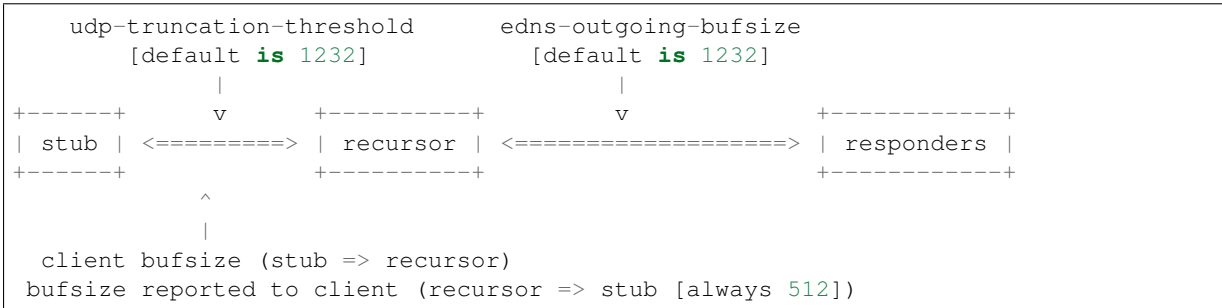 udp-truncation-threshold      edns-outgoing-bufsize
        [default is 1232]           [default is 1232]
              |                            |
+------+      v       +----------+         v             +------------+
| stub | <=========> | recursor | <===================> | responders |
+------+              +----------+                       +------------+
             ^
             |
  client bufsize (stub => recursor)
 bufsize reported to client (recursor => stub [always 512])